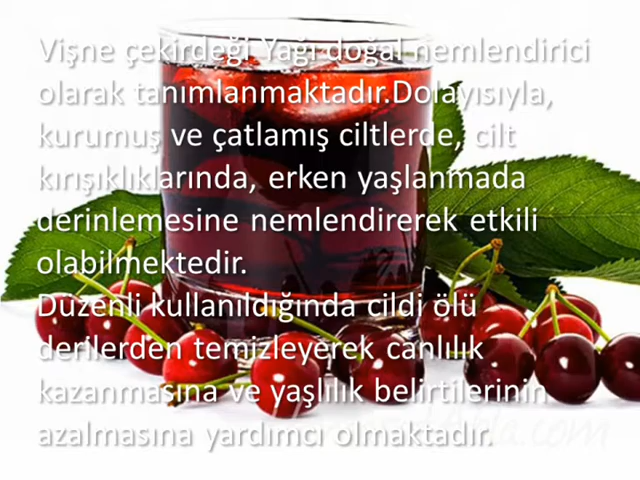 Vişne çekirdeği Yağı doğal nemlendirici
olarak tanımlanmaktadır.Dolayısıyla,
kurumuş ve çatlamış ciltlerde, cilt
kırışıklıklarında, erken yaşlanmada
derinlemesine nemlendirerek etkili
olabilmektedir.
Düzenli kullanıldığında cildi ölü
derilerden temizleyerek canlılık
kazanmasına ve yaşlılık belirtilerinin
azalmasına yardımcı olmaktadır.